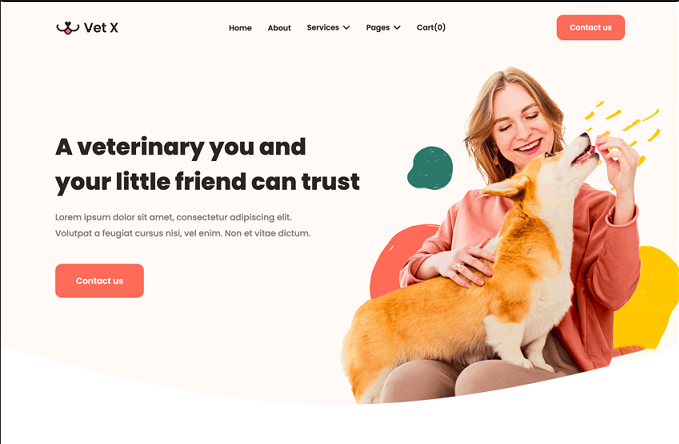 Vet X
Home About Services Pages Cart(0)
Contact us
A veterinary you and
your little friend can trust
Lorem ipsum dolor sit amet, consectetur adipiscing elit.
Volutpat a feugiat cursus nisi, vel enim. Non et vitae dictum.
Contact us